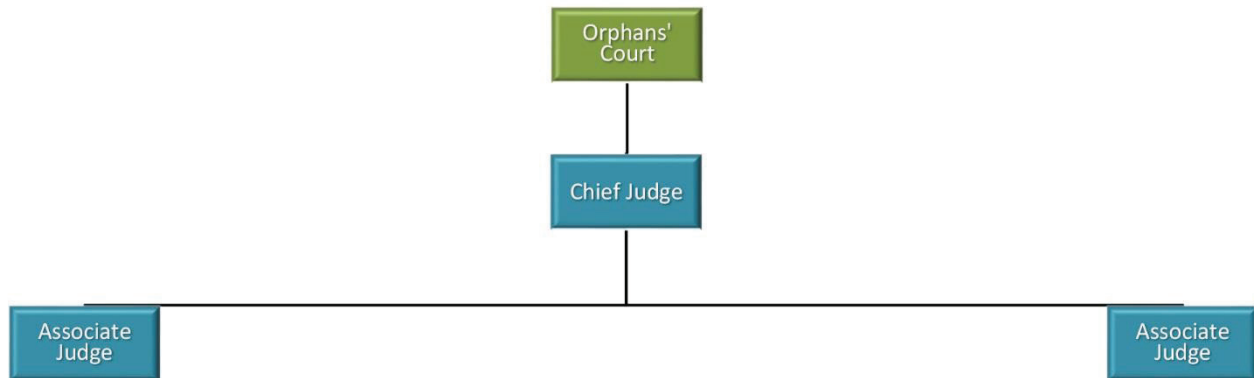 Orphans'
Court
Chief Judge
Associate
Judge
Associate
Judge